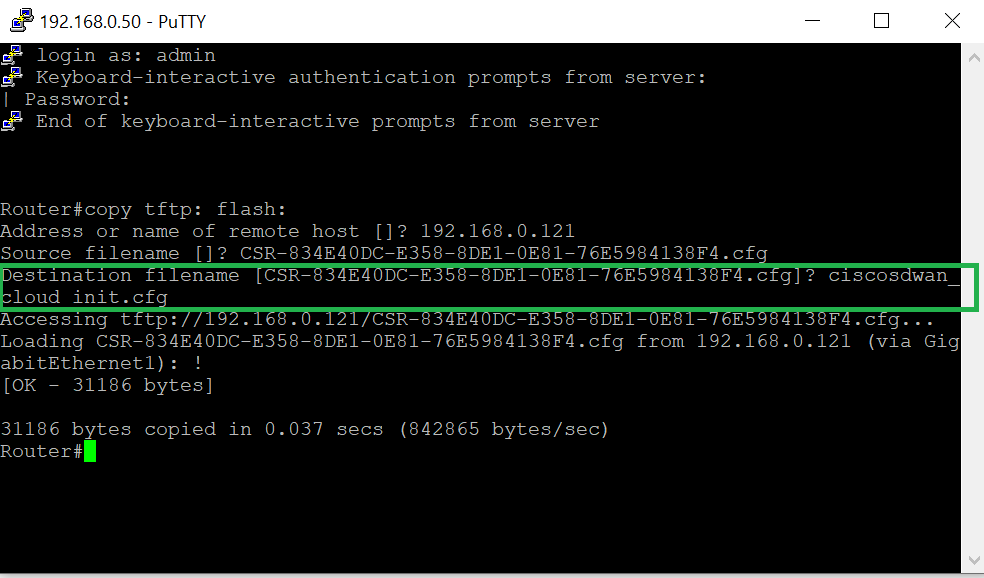 192.168.0.50 - PuTTY
login as: admin
Keyboard-interactive authentication prompts from server:
| Password:
End of keyboard-interactive prompts from server
Router#copy tftp: flash:
Address or name of remote host []? 192.168.0.121
Source filename []? CSR-834E40DC-E358-8DE1-0E81-76E5984138F4.cfg
Destination filename [CSR-834E40DC-E358-8DE1-0E81-76E5984138F4.cfg]? ciscosdwan_
cloud init.cfg
Accessing tftp://192.168.0.121/CSR-834E40DC-E358-8DE1-0E81-76E5984138F4.cfg...
Loading CSR-834E40DC-E358-8DE1-0E81-76E5984138F4.cfg from 192.168.0.121 (via Gig
abitEthernet1): !
[OK - 31186 bytes]
31186 bytes copied in 0.037 secs (842865 bytes/sec)
Router#